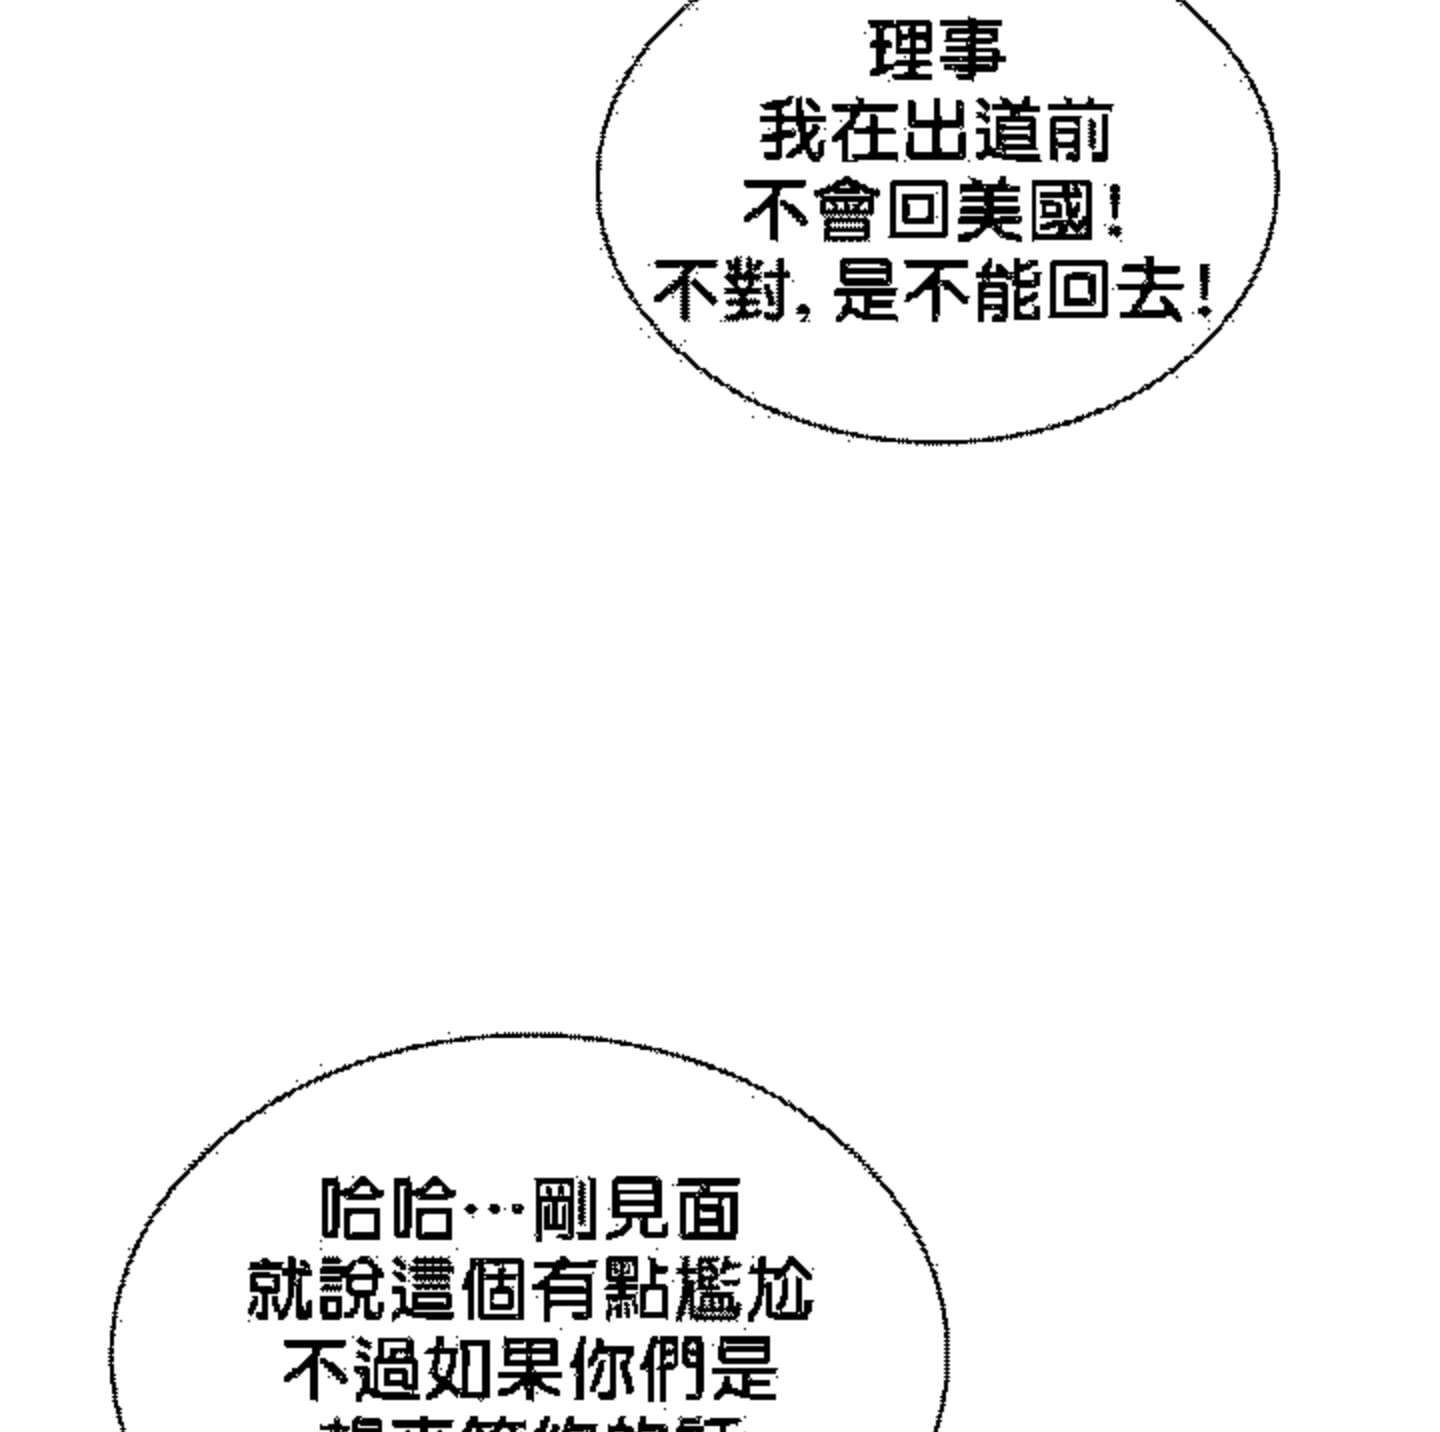 理事
我在出道前
不會回美國!
不對, 是不能回去!
哈哈…剛見面
就說這個有點尷尬
不過如果你們是